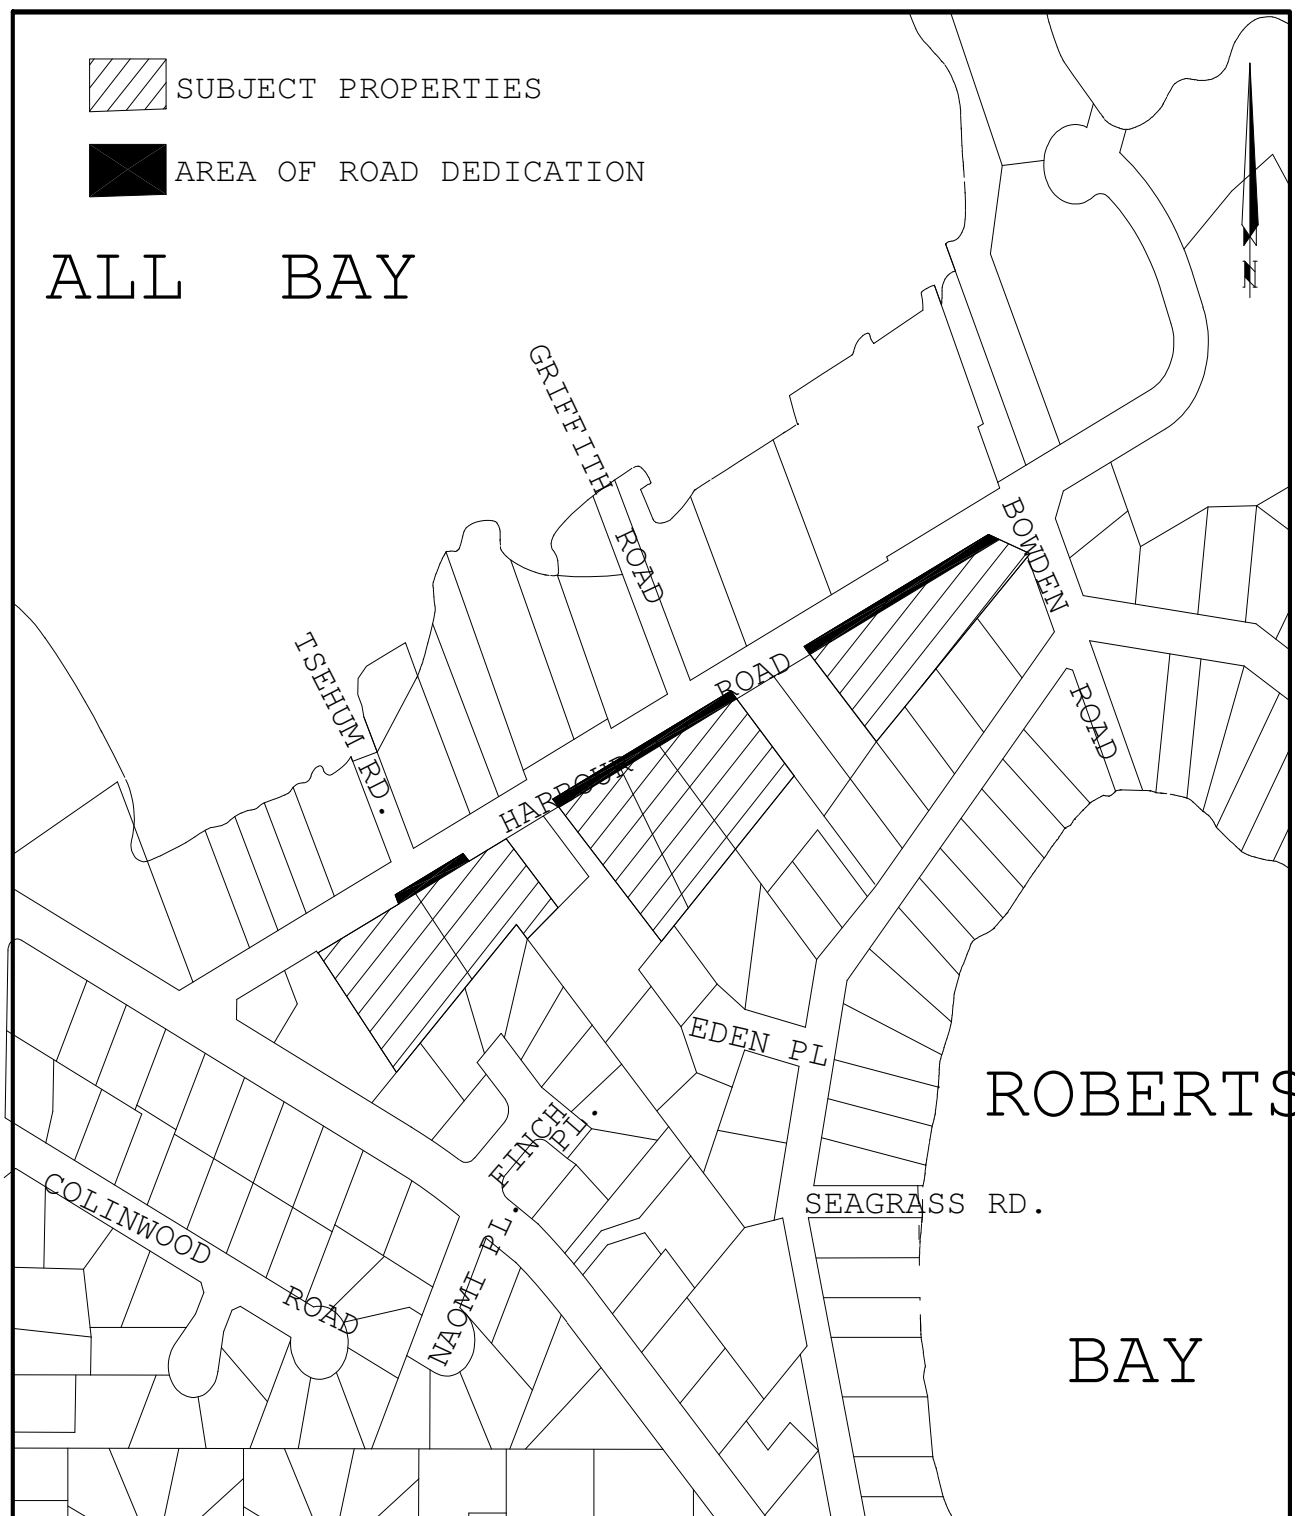 SUBJECT PROPERTIES
AREA OF ROAD DEDICATION
ALL BAY
N
GRIFFITH ROAD
BOWDEN ROAD
TSEHUM RD.
HARBOUR ROAD
EDEN PL
ROBERTS BAY
FINCH PL.
SEAGRASS RD.
COLINWOOD ROAD
NAOMI PL.